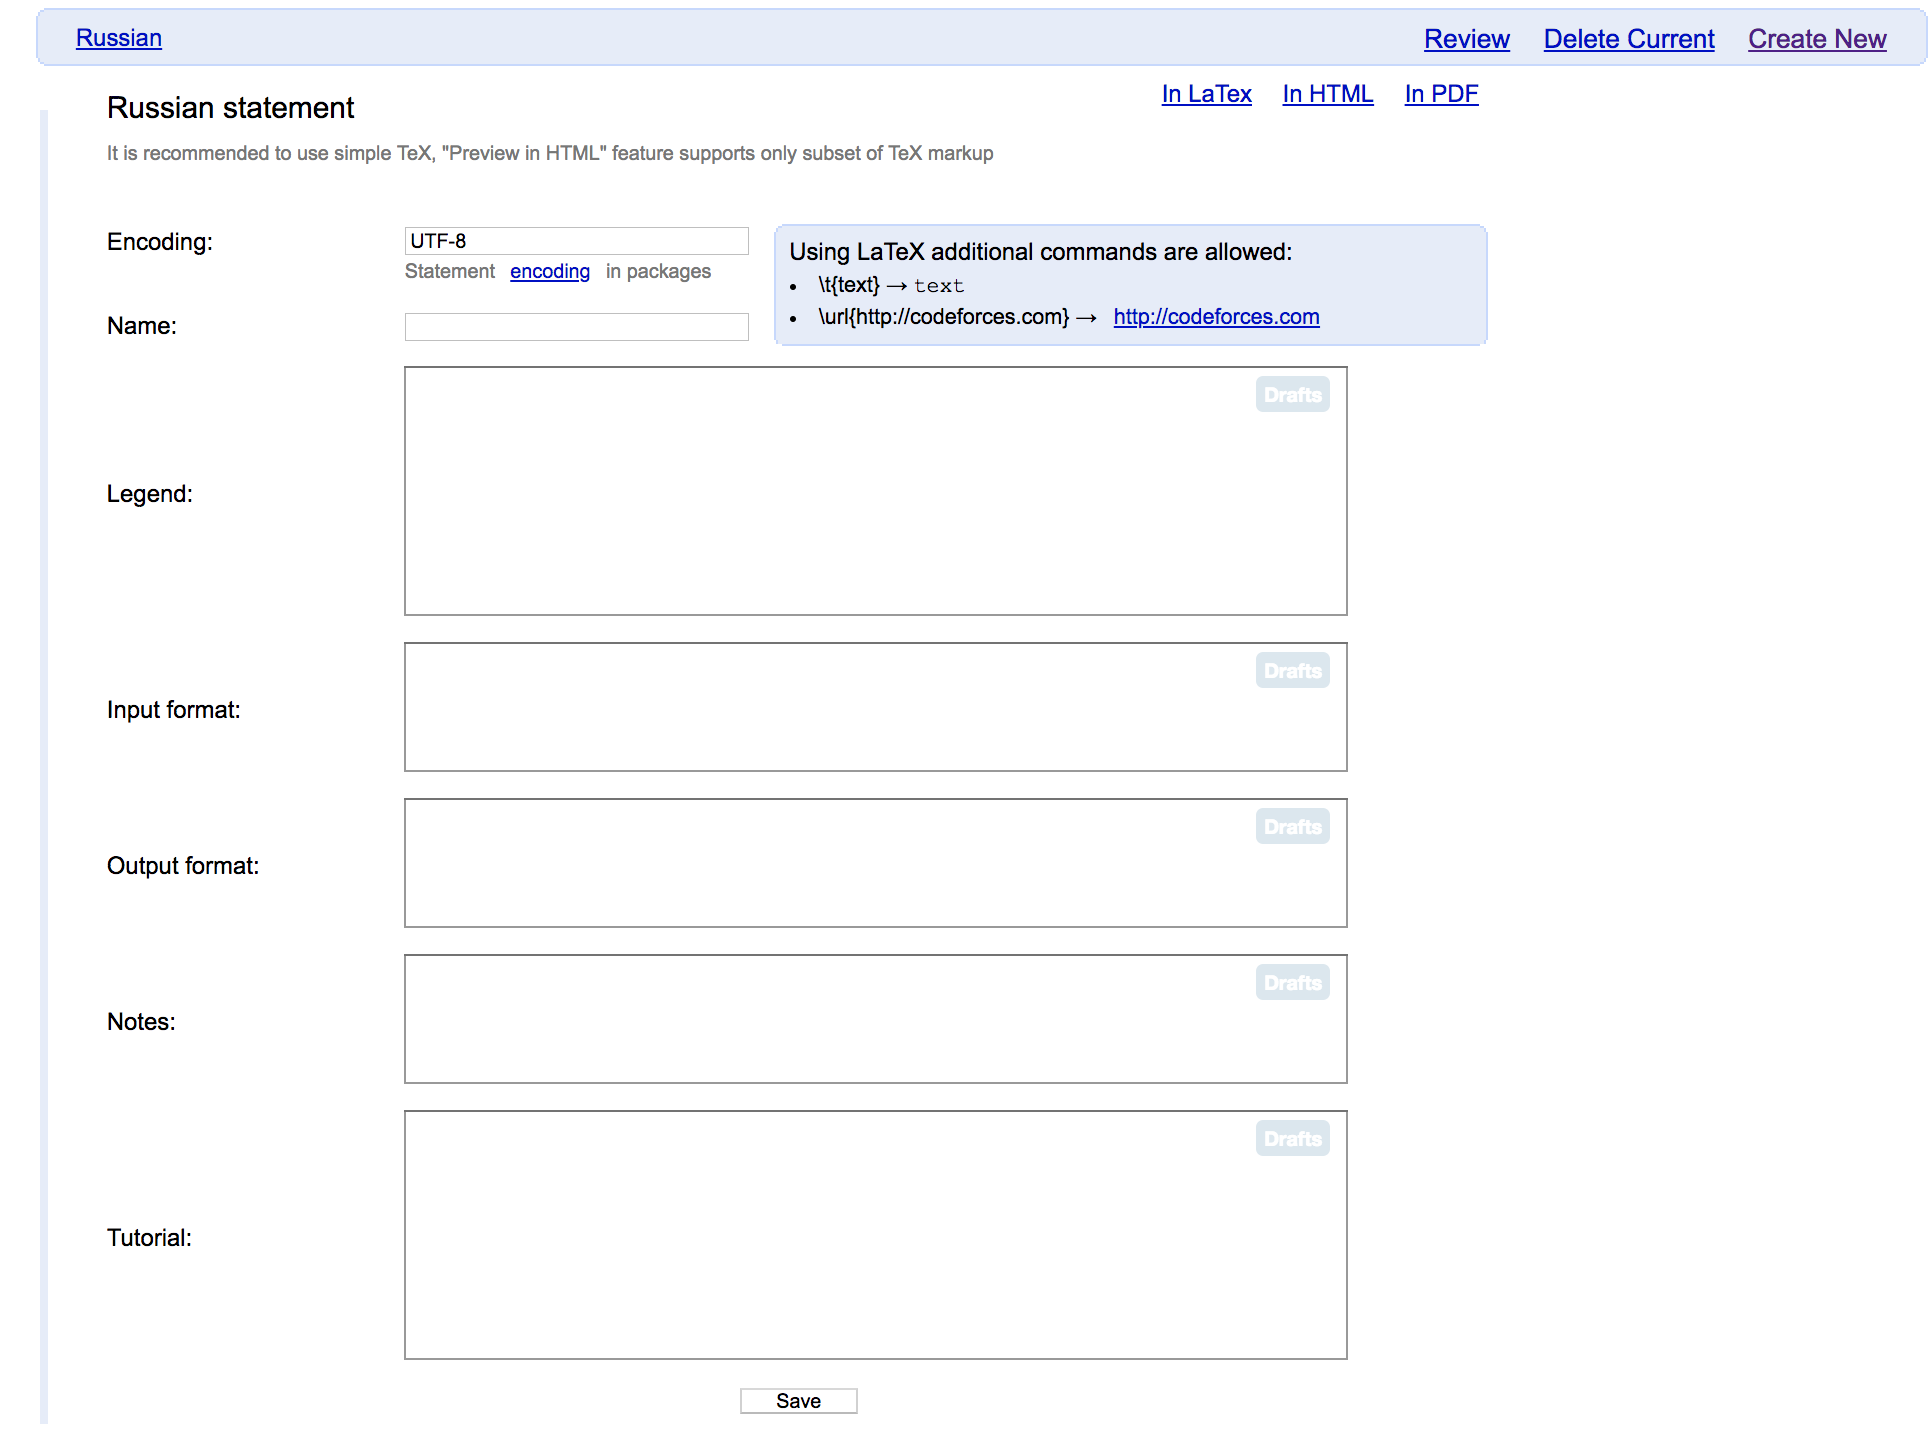 Russian Review Delete Current Create New
Russian statement In LaTex In HTML In PDF
It is recommended to use simple TeX, "Preview in HTML" feature supports only subset of TeX markup
Encoding: UTF-8
Statement encoding in packages
Using LaTeX additional commands are allowed:
• \t{text} → text
• \url{http://codeforces.com} → http://codeforces.com
Name:
Drafts
Legend:
Drafts
Input format:
Drafts
Output format:
Drafts
Notes:
Drafts
Tutorial:
Save